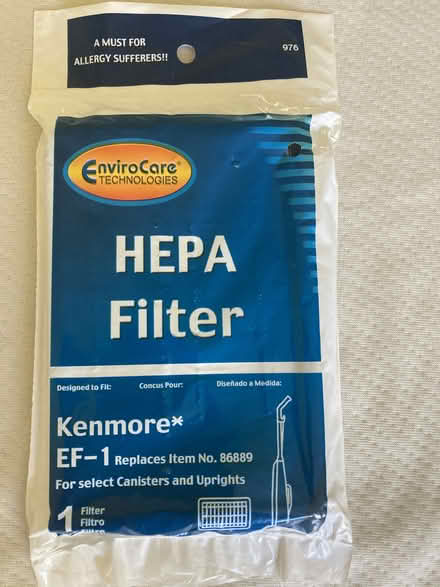 A MUST FOR
ALLERGY SUFFERERS!!
976
EnviroCare®
TECHNOLOGIES
HEPA
Filter
Designed to Fit: Concus Pour: Diseñado a Medida:
Kenmore*
EF-1 Replaces Item No. 86889
For select Canisters and Uprights
1 Filter
Filtro
Filtre